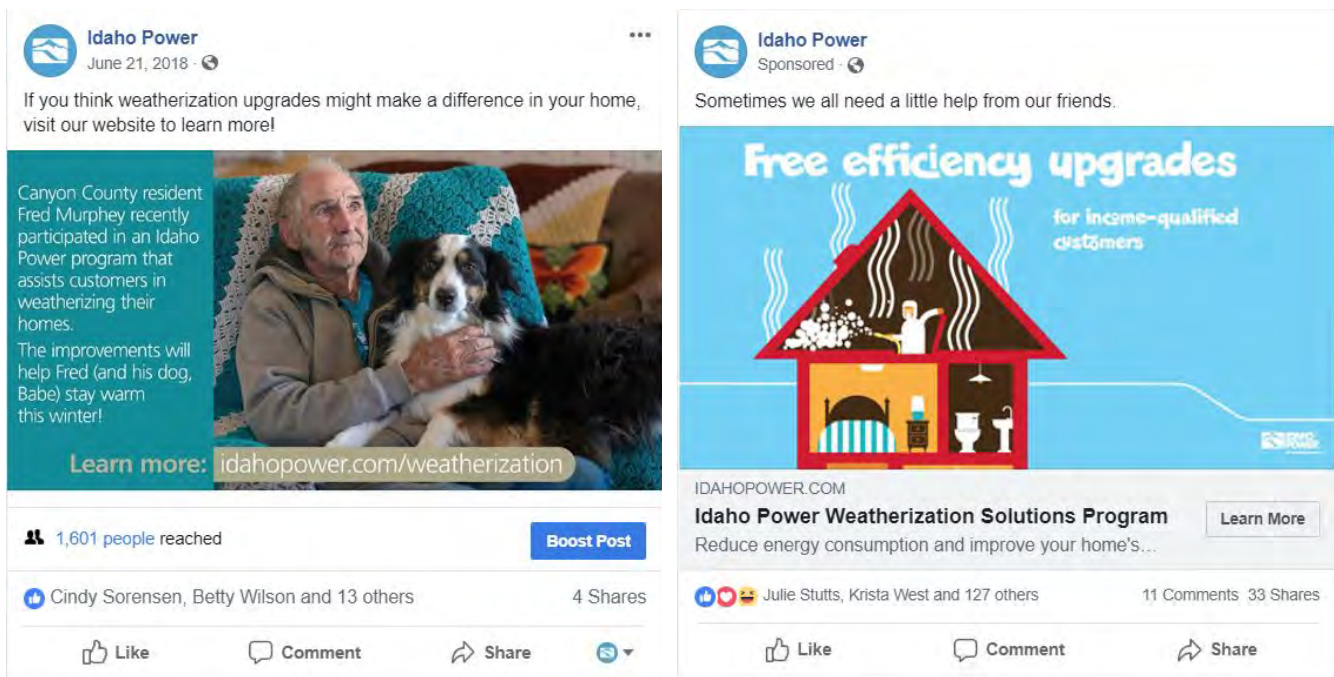 Idaho Power
June 21, 2018
If you think weatherization upgrades might make a difference in your home,
visit our website to learn more!
Canyon County resident
Fred Murphey recently
participated in an Idaho
Power program that
assists customers in
weatherizing their
homes.
The improvements will
help Fred (and his dog,
Babe) stay warm
this winter!
Learn more: idahopower.com/weatherization
1,601 people reached
Boost Post
Cindy Sorensen, Betty Wilson and 13 others
4 Shares
Like
Comment
Share
Idaho Power
Sponsored
Sometimes we all need a little help from our friends.
Free efficiency upgrades
for income-qualified
customers
IDAHO
POWER
IDAHOPOWER.COM
Idaho Power Weatherization Solutions Program
Reduce energy consumption and improve your home's...
Learn More
Julie Stutts, Krista West and 127 others
11 Comments 33 Shares
Like
Comment
Share